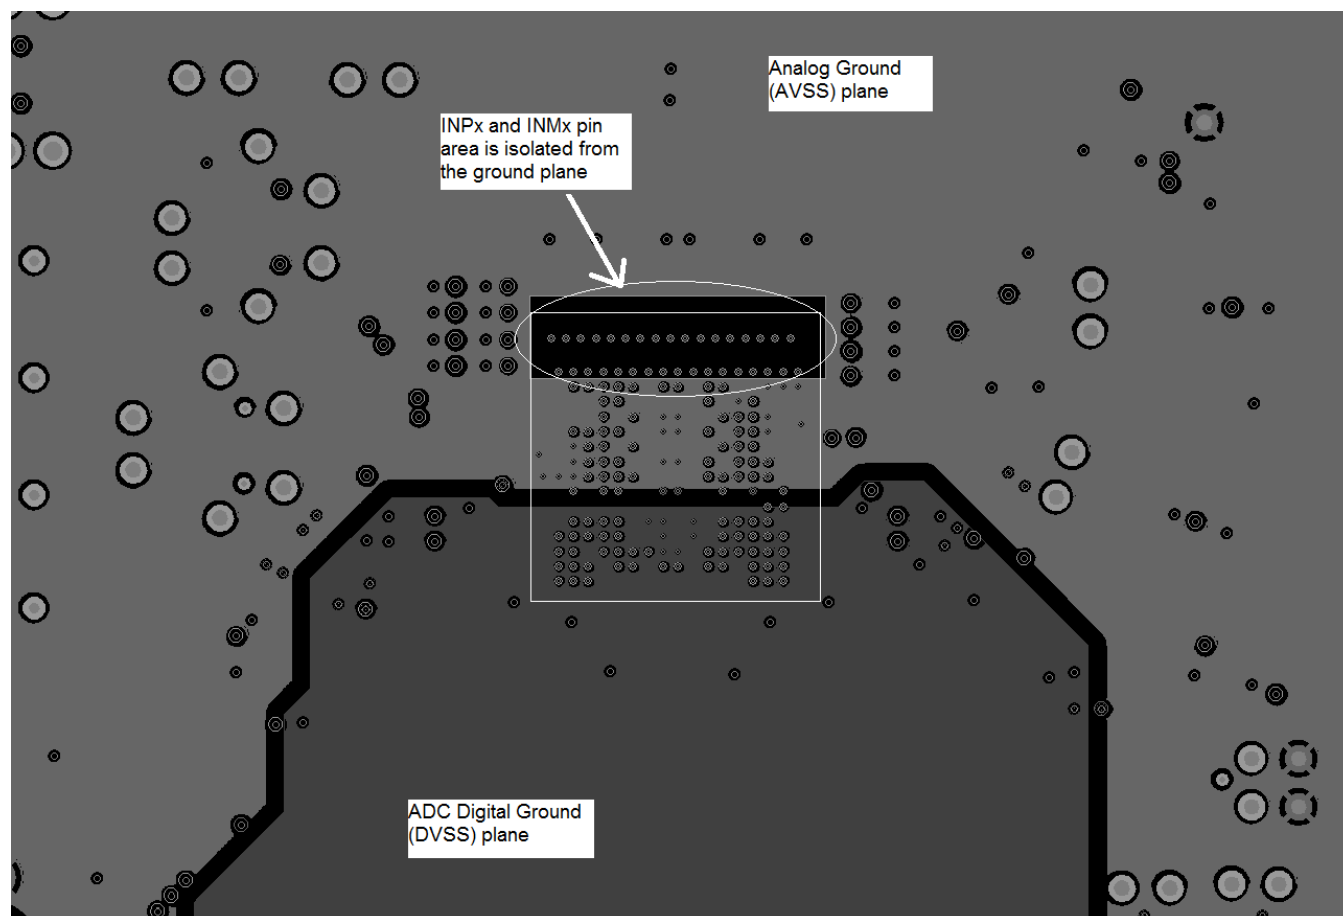 Analog Ground
(AVSS) plane
INPx and INMx pin
area is isolated from
the ground plane
ADC Digital Ground
(DVSS) plane